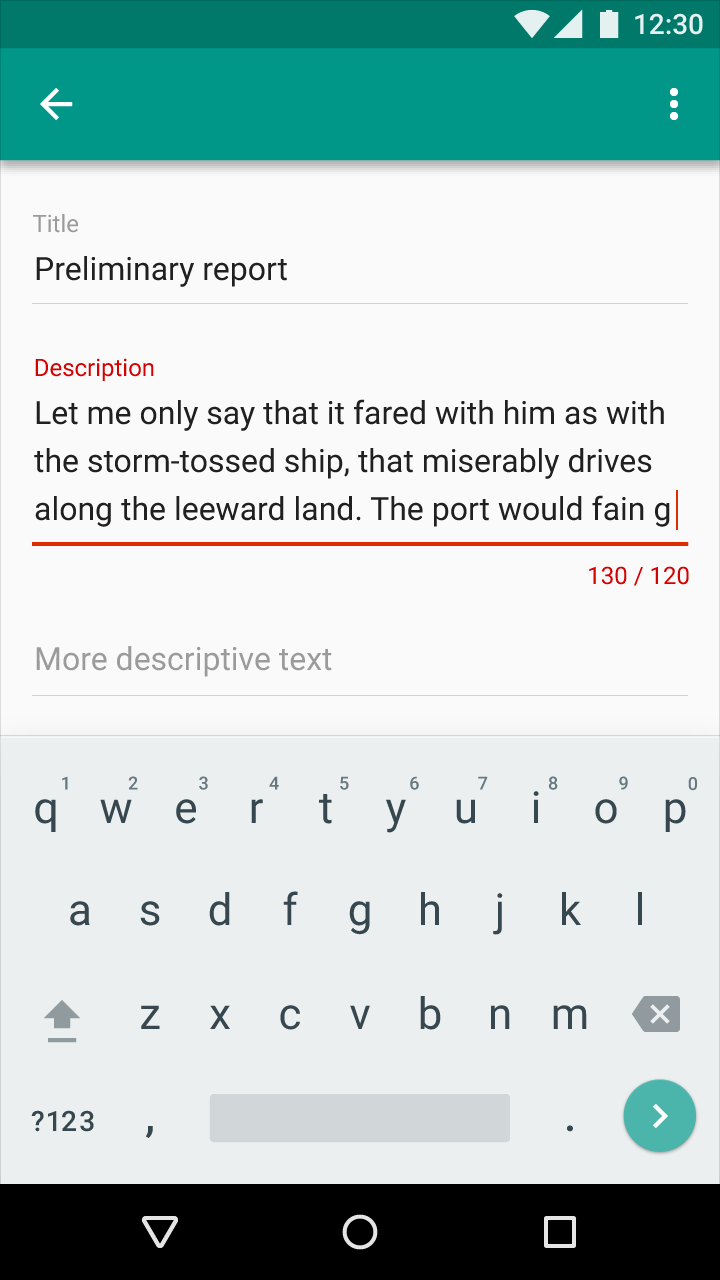 12:30
Title
Preliminary report
Description
Let me only say that it fared with him as with
the storm-tossed ship, that miserably drives
along the leeward land. The port would fain g
130 / 120
More descriptive text
1 2 3 4 5 6 7 8 9 0
q w e r t y u i o p
a s d f g h j k l
z x c v b n m
?123 , .